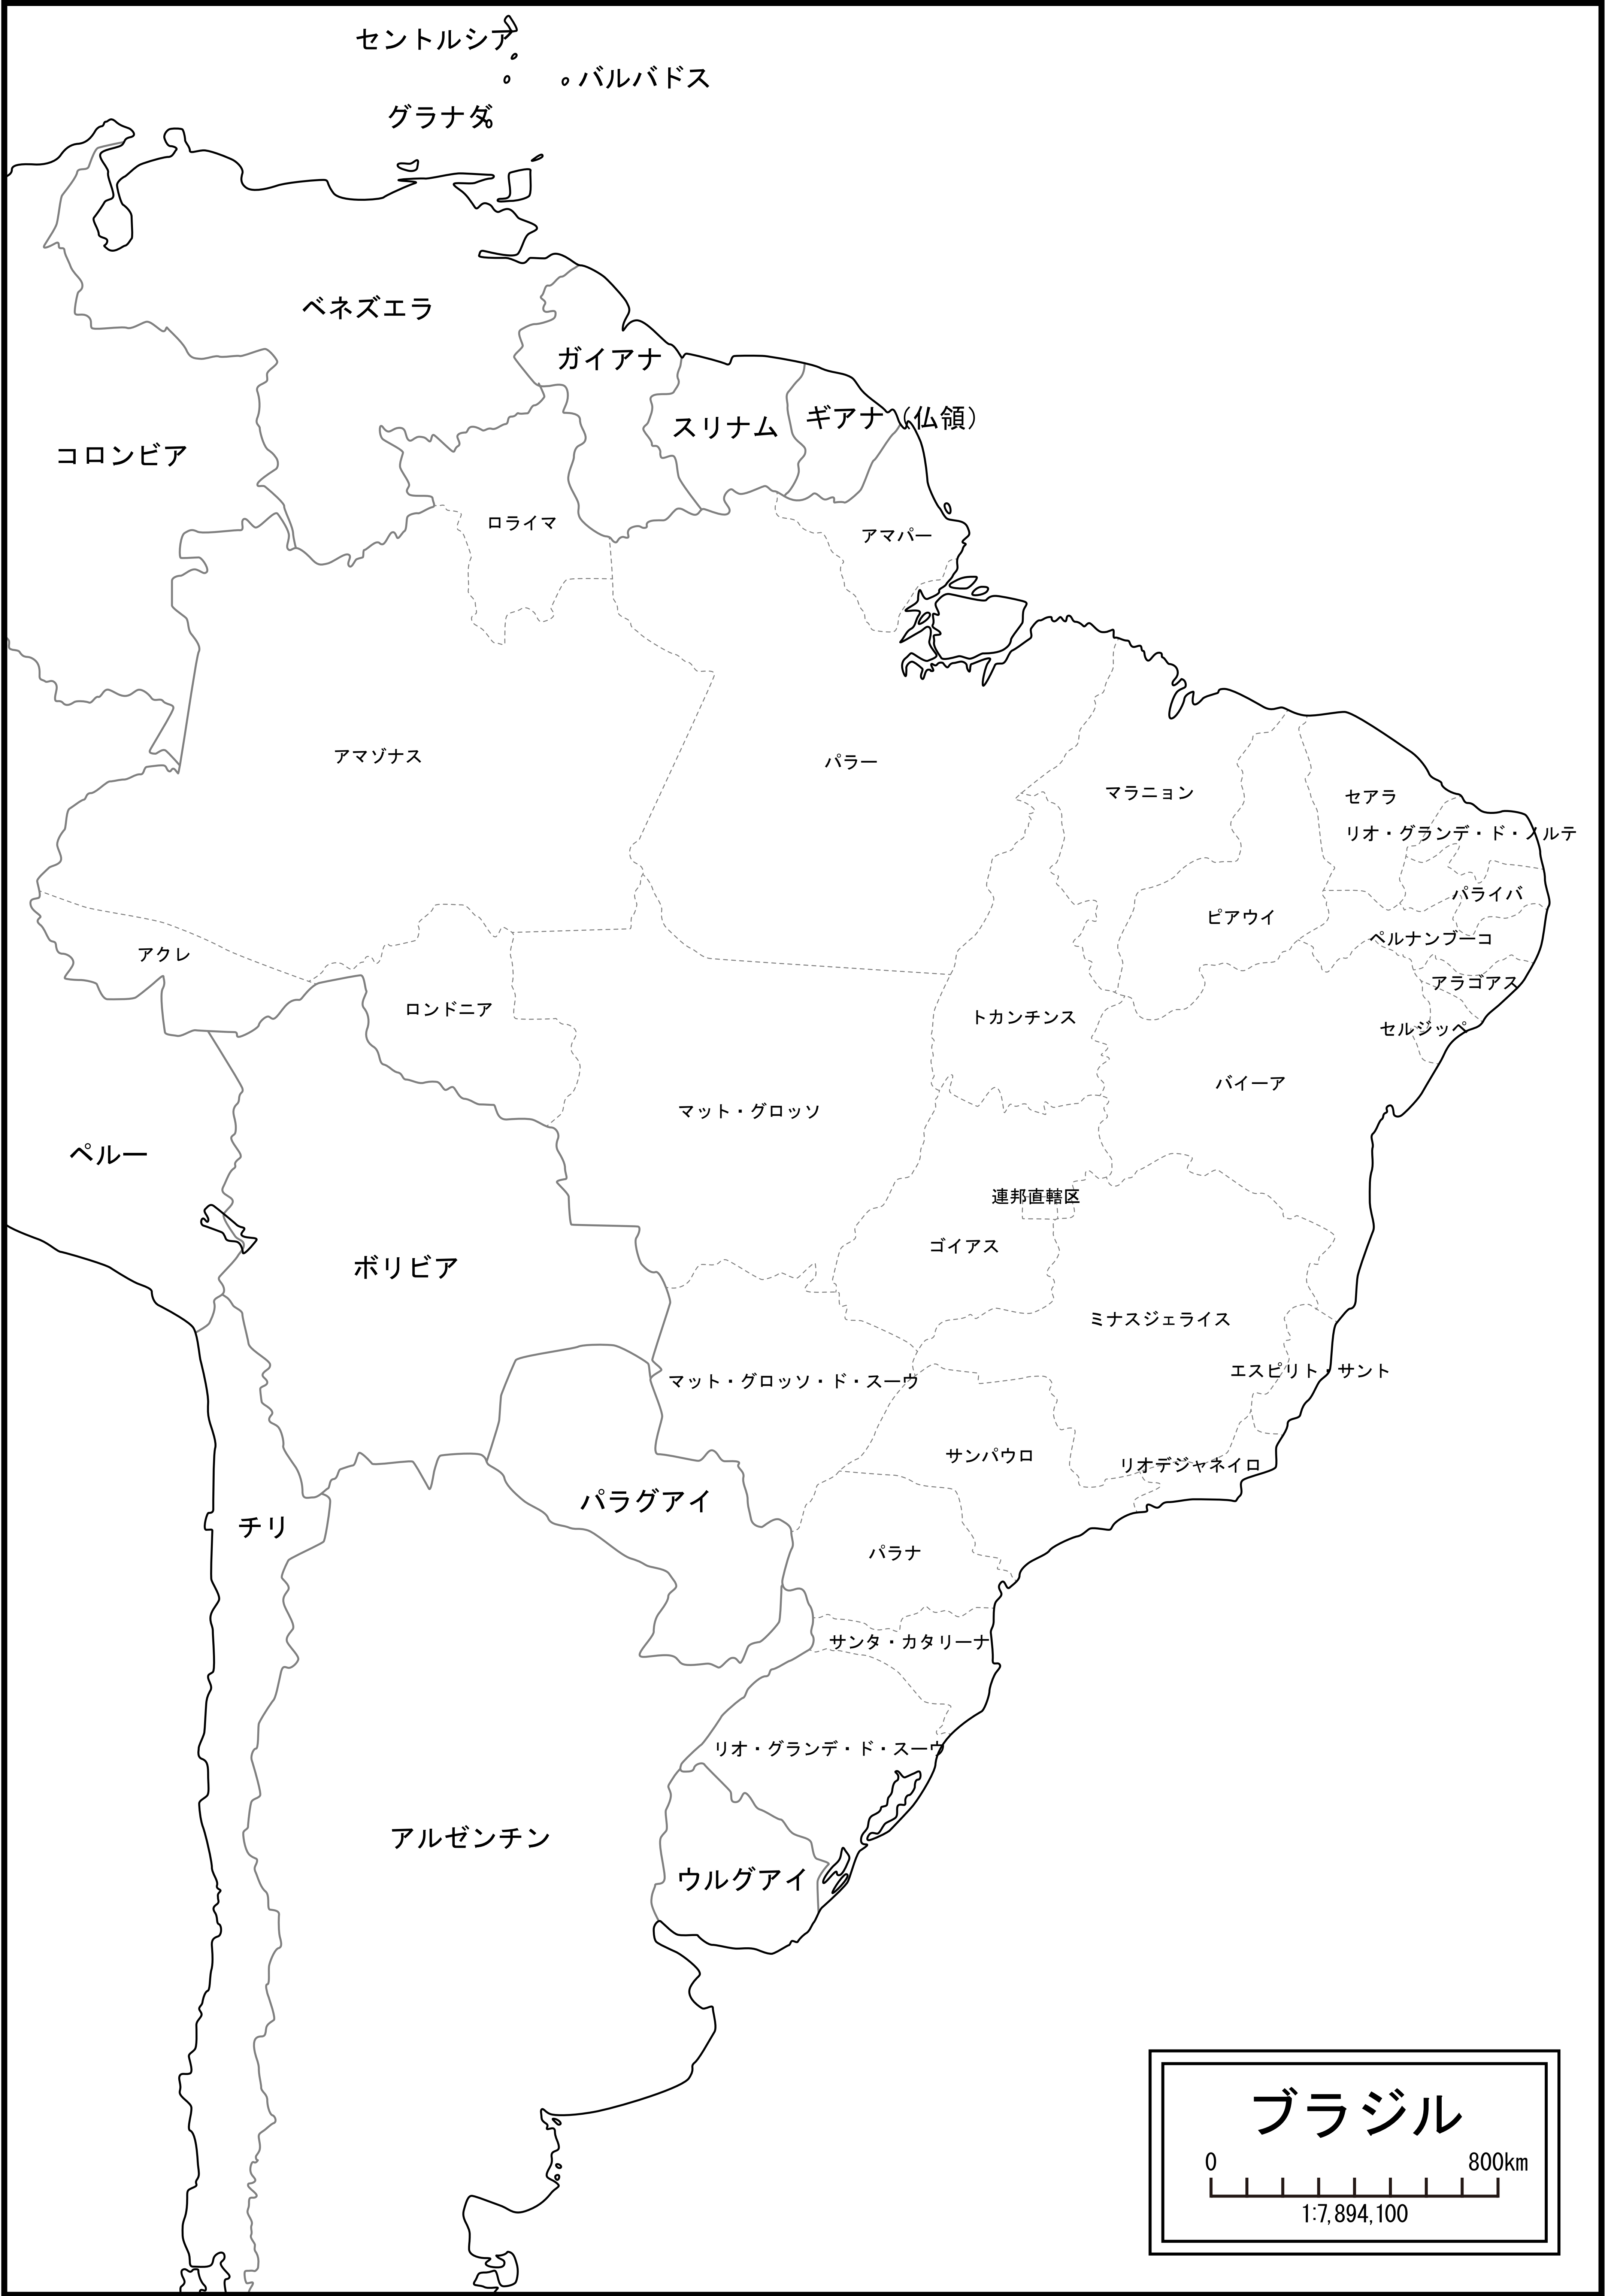 セントルシア
バルバドス
グラナダ
ベネズエラ
ガイアナ
スリナム
ギアナ（仏領）
コロンビア
ロライマ
アマパー
アマゾナス
パラー
マラニョン
セアラ
リオ・グランデ・ド・ノルテ
パライバ
ピアウイ
ペルナンブーコ
アクレ
アラゴアス
ロンドニア
トカンチンス
セルジッペ
バイーア
マット・グロッソ
ペルー
連邦直轄区
ゴイアス
ボリビア
ミナスジェライス
エスピリト・サント
マット・グロッソ・ド・スーウ
サンパウロ
リオデジャネイロ
パラグアイ
チリ
パラナ
サンタ・カタリーナ
リオ・グランデ・ド・スーウ
アルゼンチン
ウルグアイ
ブラジル
0 800km
1:7,894,100